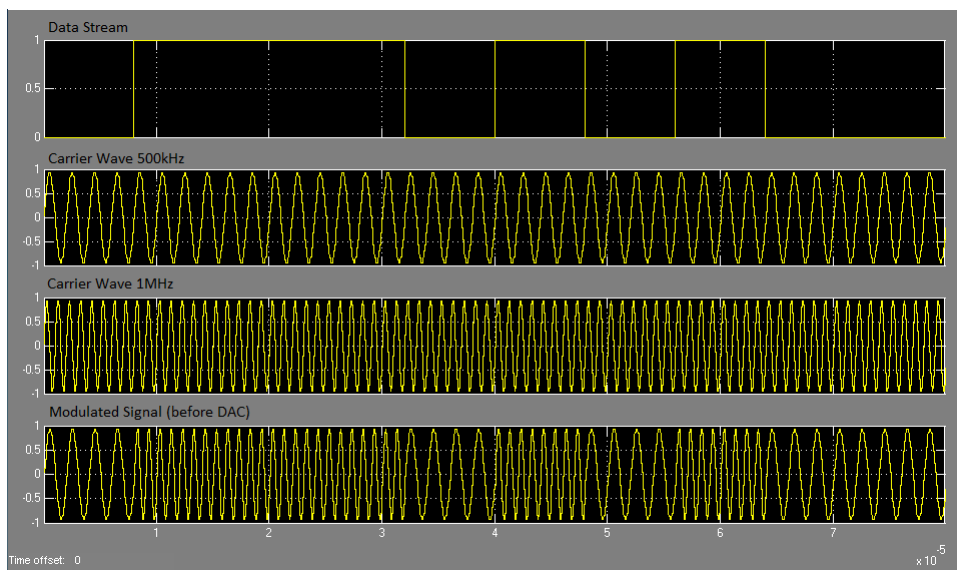 Data Stream
1
0.5
0
Carrier Wave 500kHz
1
0.5
0
-0.5
-1
Carrier Wave 1MHz
1
0.5
0
-0.5
-1
Modulated Signal (before DAC)
1
0.5
0
-0.5
-1
1 2 3 4 5 6 7
Time offset: 0
x 10-5